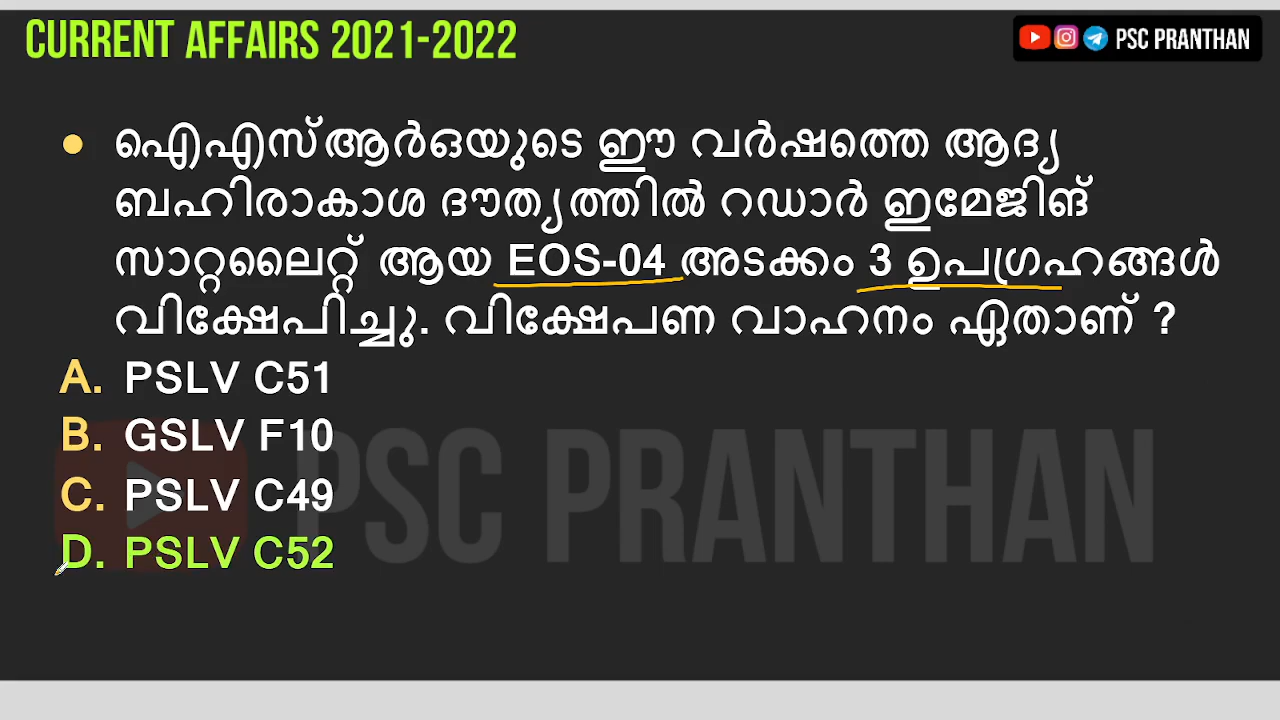 CURRENT AFFAIRS 2021-2022
PSC PRANTHAN
ഐഎസ്ആർഒയുടെ ഈ വർഷത്തെ ആദ്യ
ബഹിരാകാശ ദൗത്യത്തിൽ റഡാർ ഇമേജിങ്
സാറ്റലൈറ്റ് ആയ EOS-04 അടക്കം 3 ഉപഗ്രഹങ്ങൾ
വിക്ഷേപിച്ചു. വിക്ഷേപണ വാഹനം ഏതാണ് ?
A. PSLV C51
B. GSLV F10
C. PSLV C49
D. PSLV C52
PSC PRANTHAN